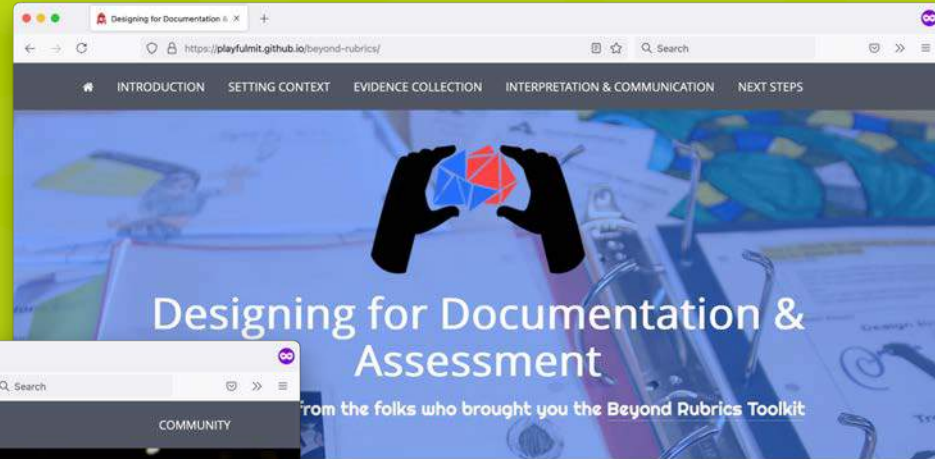 Designing for Documentation &
https://playfulmit.github.io/beyond-rubrics/
Search
INTRODUCTION SETTING CONTEXT EVIDENCE COLLECTION INTERPRETATION & COMMUNICATION NEXT STEPS
Designing for Documentation &
Assessment
from the folks who brought you the Beyond Rubrics Toolkit
Search
COMMUNITY